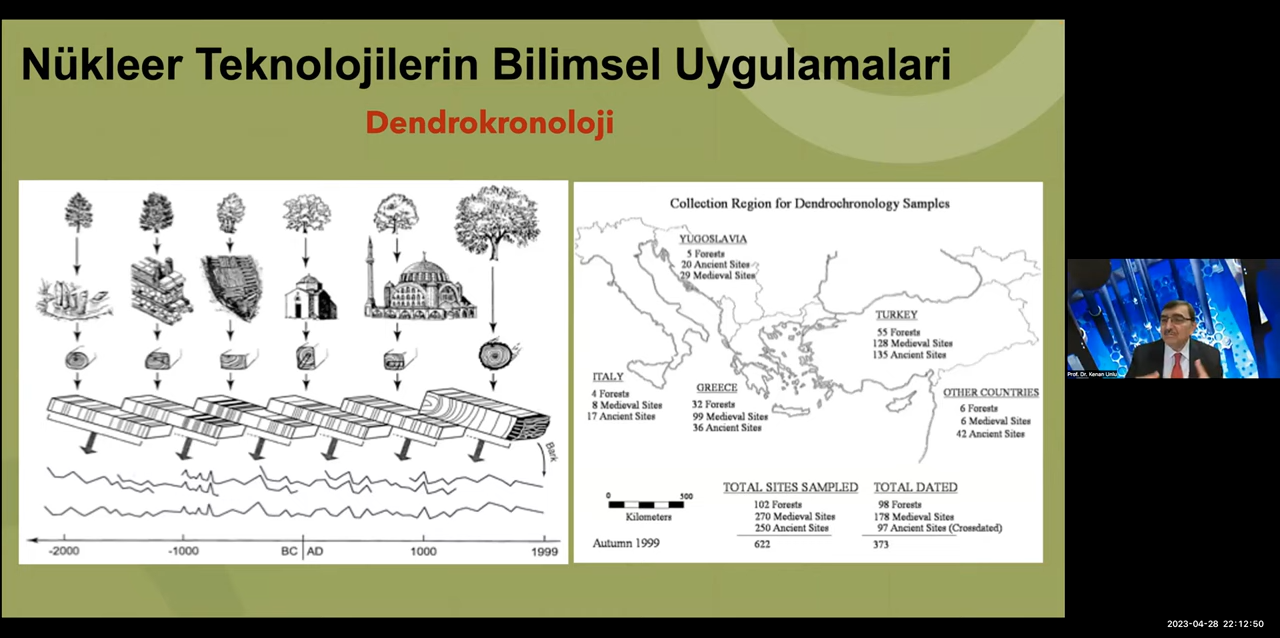 Nükleer Teknolojilerin Bilimsel Uygulamalari
Dendrokronoloji
Bark
-2000
-1000
BC AD
1000
1999
Collection Region for Dendrochronology Samples
YUGOSLAVIA
5 Forests
20 Ancient Sites
29 Medieval Sites
TURKEY
55 Forests
128 Medieval Sites
135 Ancient Sites
ITALY
4 Forests
8 Medieval Sites
17 Ancient Sites
GREECE
32 Forests
99 Medieval Sites
36 Ancient Sites
OTHER COUNTRIES
6 Forests
6 Medieval Sites
42 Ancient Sites
0 500
Kilometers
Autumn 1999
TOTAL SITES SAMPLED
102 Forests
270 Medieval Sites
250 Ancient Sites
622
TOTAL DATED
98 Forests
178 Medieval Sites
97 Ancient Sites (Crossdated)
373
Prof. Dr. Kenan Unlu
2023-04-28 22:12:50